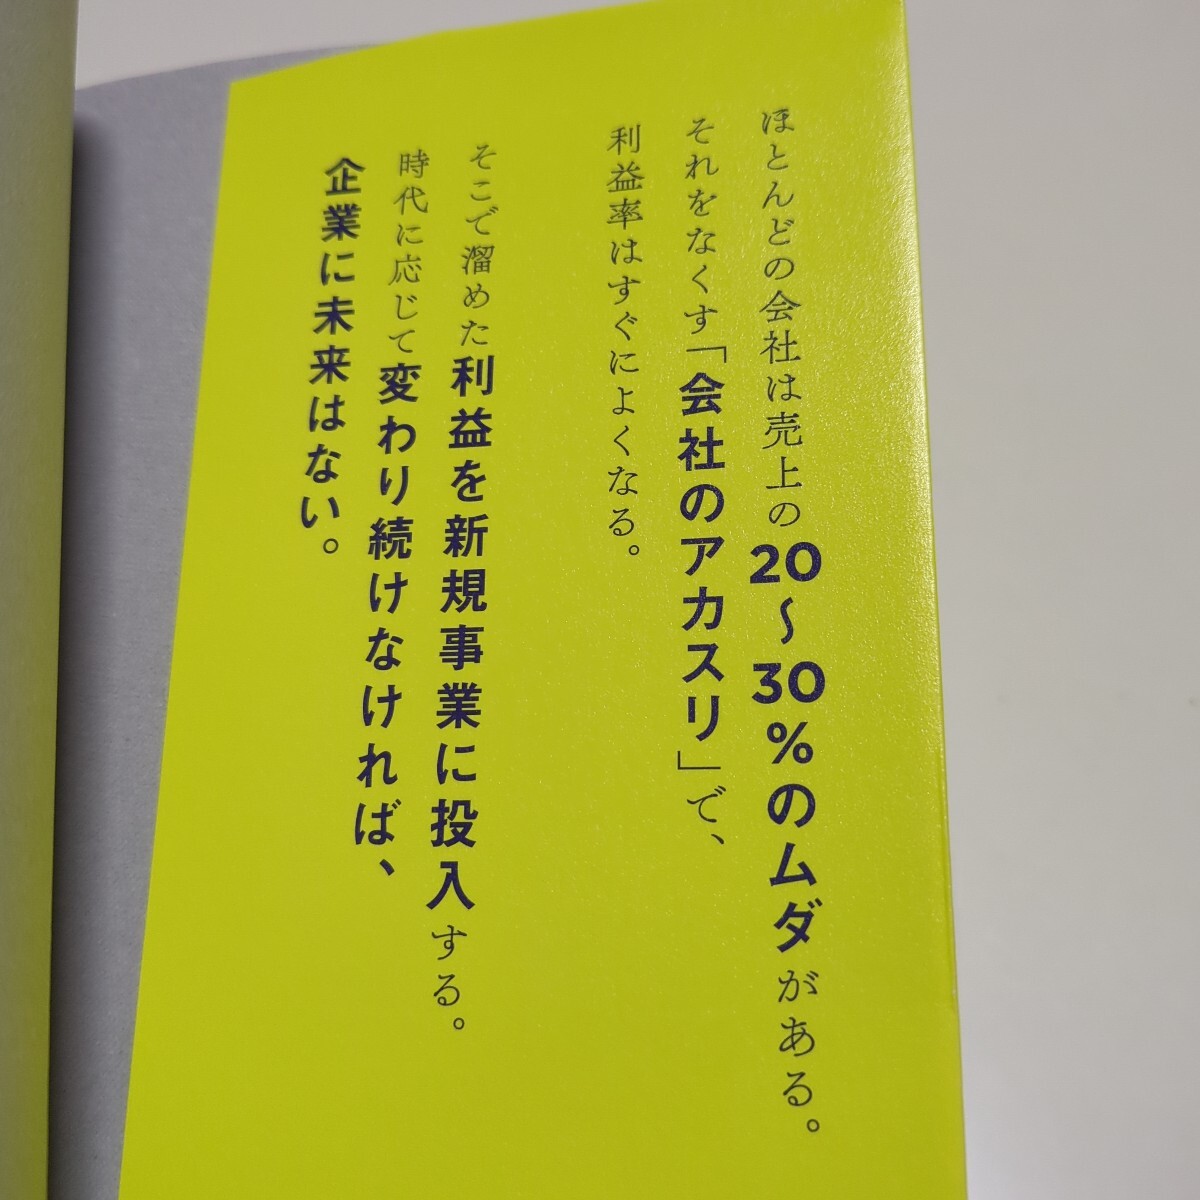 ほとんどの会社は売上の20〜30%のムダがある。
それをなくす「会社のアカスリ」で、
利益率はすぐによくなる。
そこで溜めた利益を新規事業に投入する。
時代に応じて変わり続けなければ、
企業に未来はない。